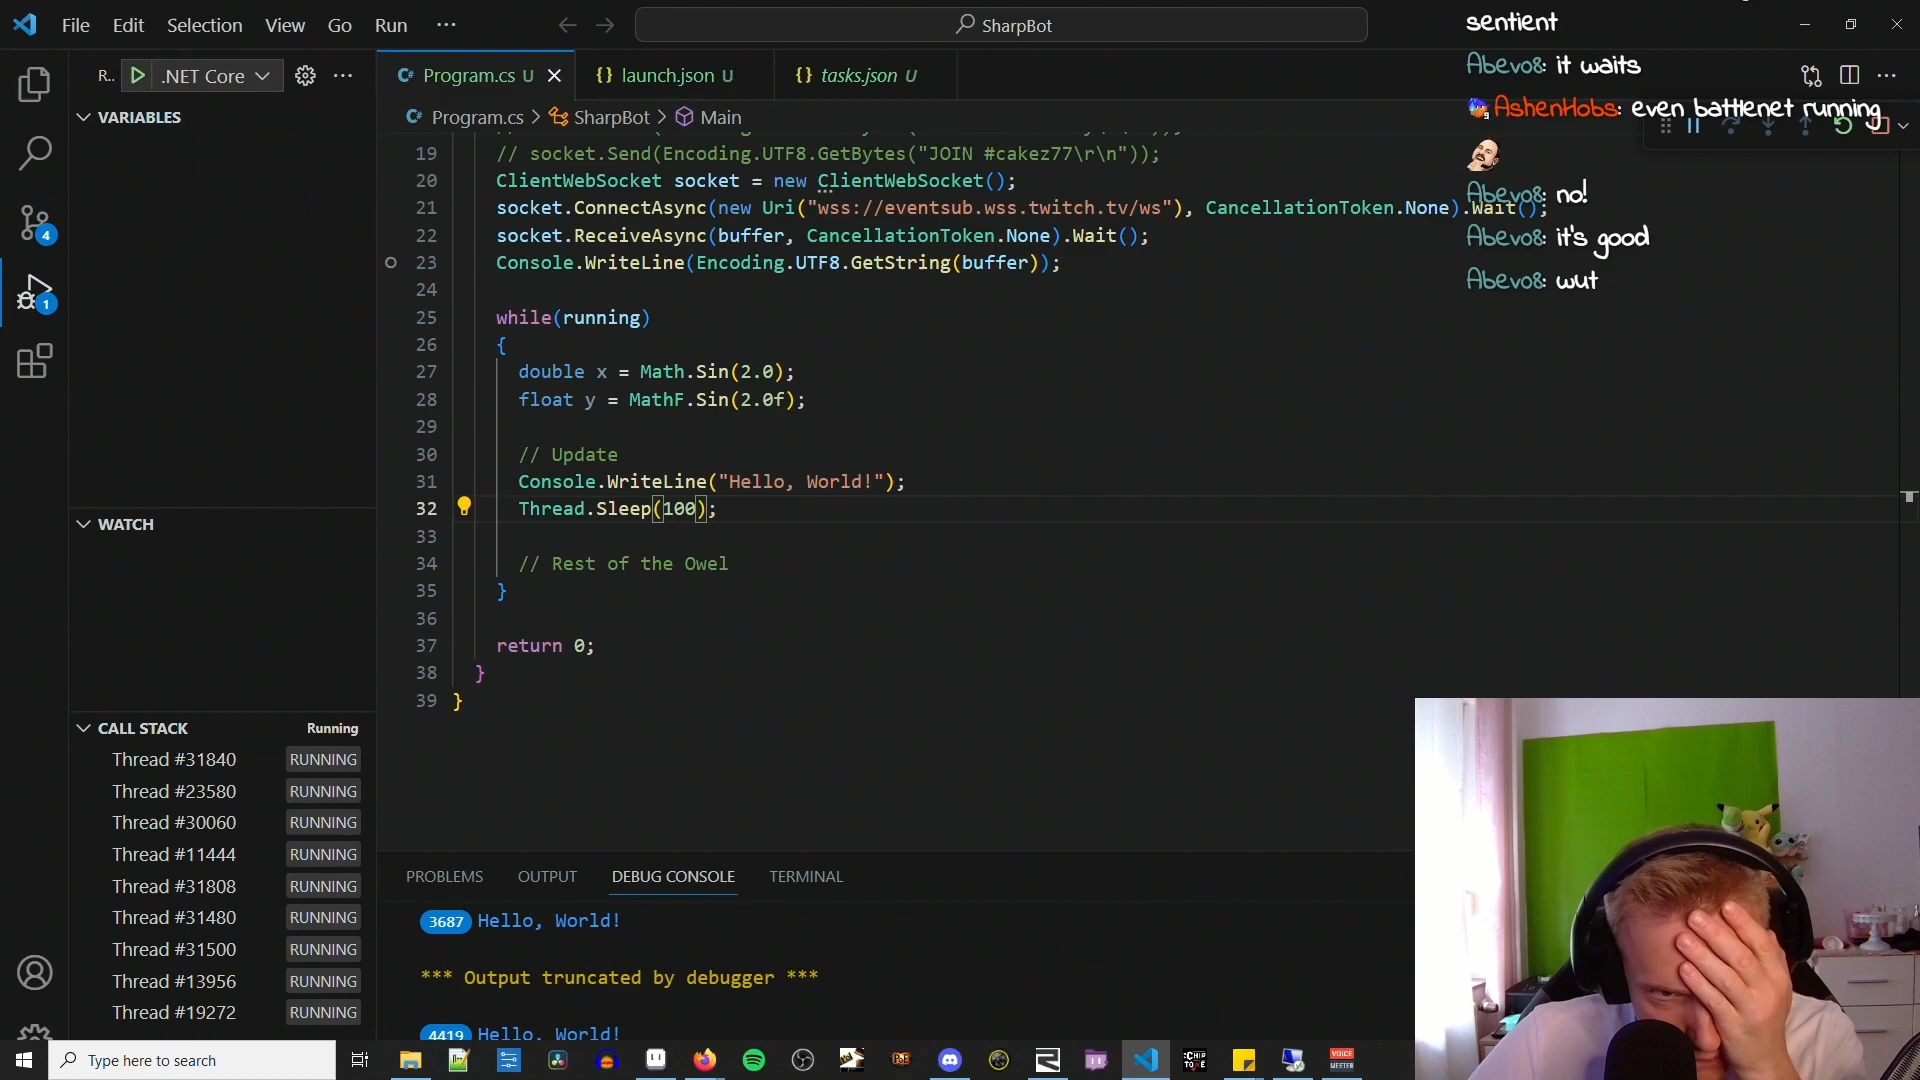 File Edit Selection View Go Run ···
SharpBot
sentient
Abevo8: it waits
AshenHobs: even battlenet running
Abevo8: no!
Abevo8: it's good
Abevo8: wut
R.. .NET Core ···
Program.cs U
{} launch.json U
{} tasks.json U
Program.cs > SharpBot > Main
4
1
VARIABLES
WATCH
CALL STACK Running
Thread #31840 RUNNING
Thread #23580 RUNNING
Thread #30060 RUNNING
Thread #11444 RUNNING
Thread #31808 RUNNING
Thread #31480 RUNNING
Thread #31500 RUNNING
Thread #13956 RUNNING
Thread #19272 RUNNING
19 // socket.Send(Encoding.UTF8.GetBytes("JOIN #cakez77\r\n"));
20 ClientWebSocket socket = new ClientWebSocket();
21 socket.ConnectAsync(new Uri("wss://eventsub.wss.twitch.tv/ws"), CancellationToken.None).Wait();
22 socket.ReceiveAsync(buffer, CancellationToken.None).Wait();
23 Console.WriteLine(Encoding.UTF8.GetString(buffer));
24
25 while(running)
26 {
27 double x = Math.Sin(2.0);
28 float y = MathF.Sin(2.0f);
29
30 // Update
31 Console.WriteLine("Hello, World!");
32 Thread.Sleep(100);
33
34 // Rest of the Owel
35 }
36
37 return 0;
38 }
39 }
PROBLEMS OUTPUT DEBUG CONSOLE TERMINAL
3687 Hello, World!
*** Output truncated by debugger ***
4419 Hello, World!
Type here to search
VOICE
MEETER